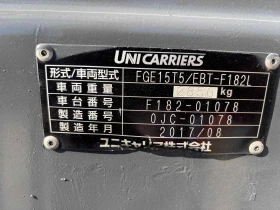 UNICARRIERS
形式/車両型式 FGE15T5/EBT-F182L
車両重量 kg
車台番号 F182-01078
製造番号 0JC-01078
製造年月 2017/08
ユニキャリア株式会社